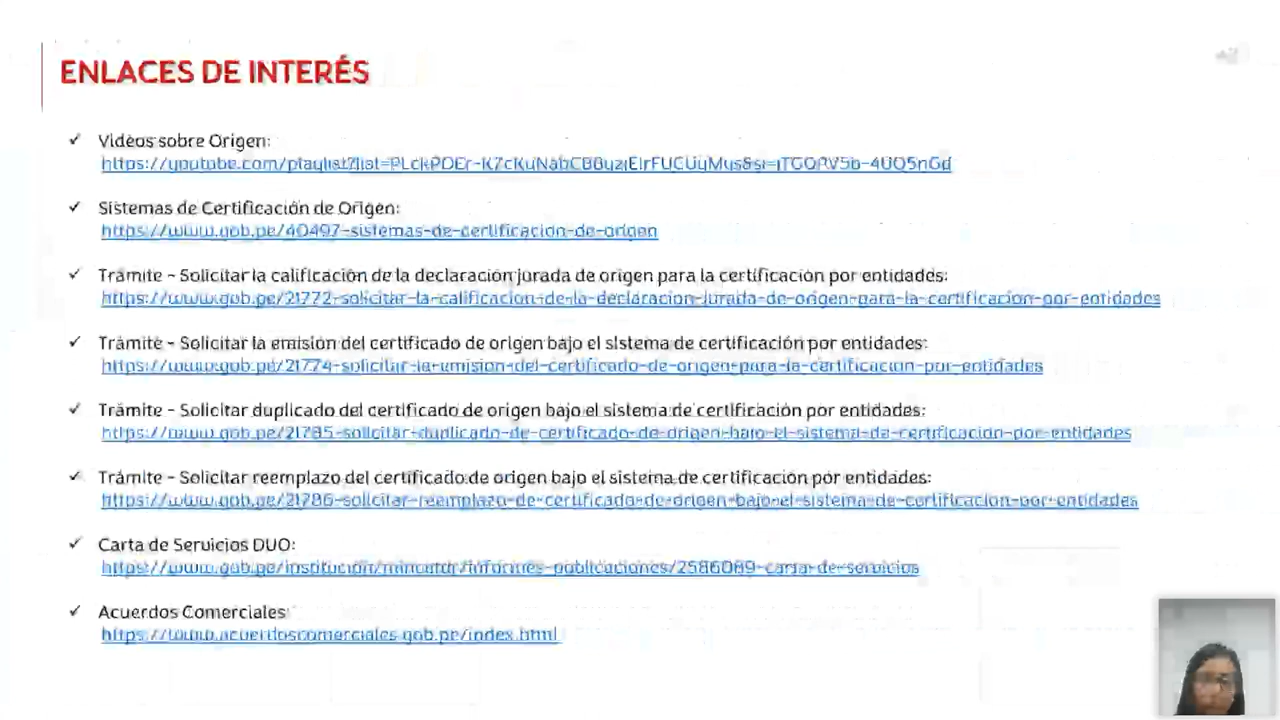 ENLACES DE INTERÉS
✓ Videos sobre Origen:
✓ Sistemas de Certificación de Origen:
https://www.gob.pe/40497-sistemas-de-certificacion-de-origen
✓ Trámite - Solicitar la calificación de la declaración jurada de origen para la certificación por entidades:
https://www.gob.pe/21772-solicitar-la-calificacion-de-la-declaracion-jurada-de-origen-para-la-certificacion-por-entidades
✓ Trámite - Solicitar la emisión del certificado de origen bajo el sistema de certificación por entidades:
https://www.gob.pe/21774-solicitar-la-emision-del-certificado-de-origen-para-la-certificacion-por-entidades
✓ Trámite - Solicitar duplicado del certificado de origen bajo el sistema de certificación por entidades:
https://www.gob.pe/21785-solicitar-duplicado-de-certificado-de-origen-bajo-el-sistema-de-certificacion-por-entidades
✓ Trámite - Solicitar reemplazo del certificado de origen bajo el sistema de certificación por entidades:
https://www.gob.pe/21786-solicitar-reemplazo-de-certificado-de-origen-bajo-el-sistema-de-certificacion-por-entidades
✓ Carta de Servicios DUO:
https://www.gob.pe/institucion/mincetur/informes-publicaciones/2586089-carta-de-servicios
✓ Acuerdos Comerciales
https://www.acuerdoscomerciales.gob.pe/index.html